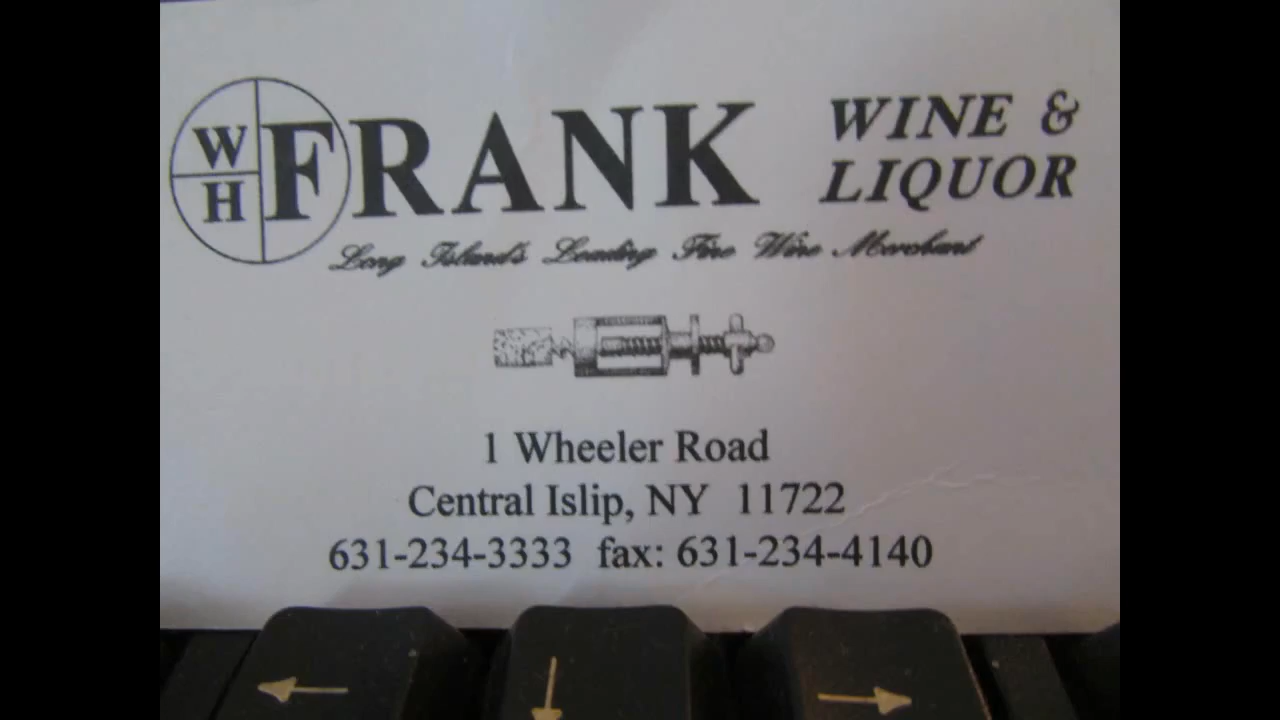 WH FRANK WINE & LIQUOR
Long Island's Leading Fine Wine Merchant
1 Wheeler Road
Central Islip, NY 11722
631-234-3333 fax: 631-234-4140